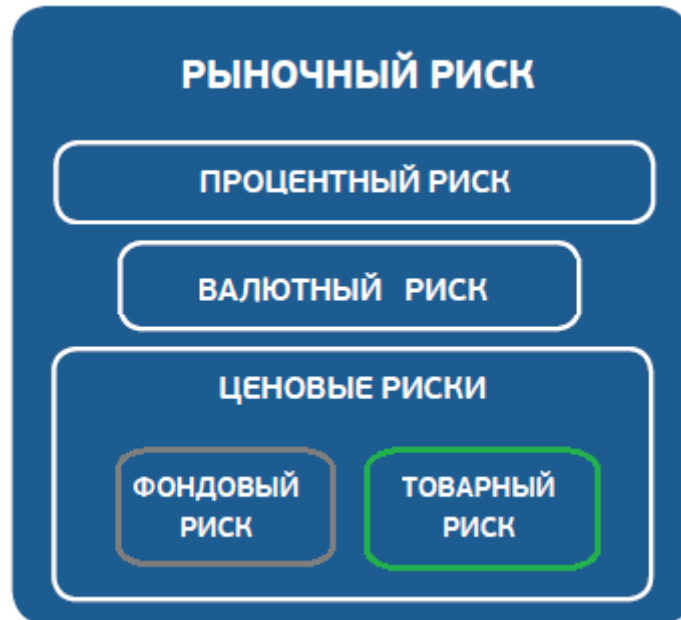 РЫНОЧНЫЙ РИСК
ПРОЦЕНТНЫЙ РИСК
ВАЛЮТНЫЙ РИСК
ЦЕНОВЫЕ РИСКИ
ФОНДОВЫЙ
РИСК
ТОВАРНЫЙ
РИСК